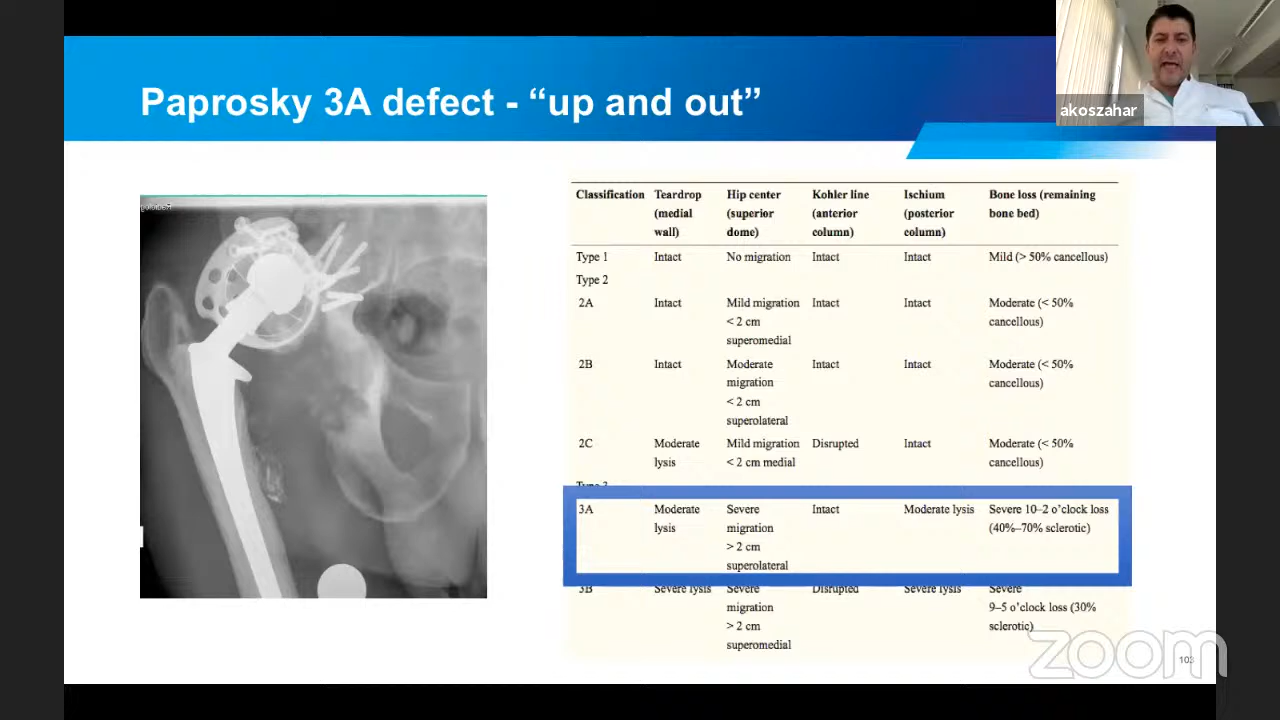 Paprosky 3A defect - “up and out”
akoszahar
Classification Teardrop (medial wall) Hip center (superior dome) Kohler line (anterior column) Ischium (posterior column) Bone loss (remaining bone bed)
Type 1 Intact No migration Intact Intact Mild (> 50% cancellous)
Type 2
2A Intact Mild migration < 2 cm superomedial Intact Intact Moderate (< 50% cancellous)
2B Intact Moderate migration < 2 cm superolateral Intact Intact Moderate (< 50% cancellous)
2C Moderate lysis Mild migration < 2 cm medial Disrupted Intact Moderate (< 50% cancellous)
Type 3
3A Moderate lysis Severe migration > 2 cm superolateral Intact Moderate lysis Severe 10–2 o’clock loss (40%–70% sclerotic)
3B Severe lysis Severe migration > 2 cm superomedial Disrupted Severe lysis Severe 9–5 o’clock loss (30% sclerotic)
zoom